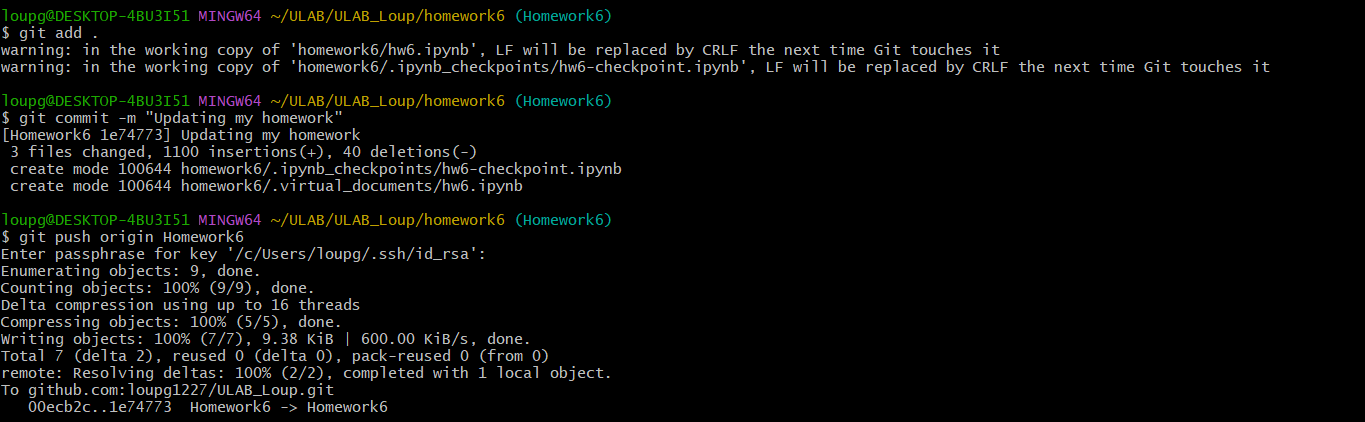 loupg@DESKTOP-4BU3I51 MINGW64 ~/ULAB/ULAB_Loup/homework6 (Homework6)
$ git add .
warning: in the working copy of 'homework6/hw6.ipynb', LF will be replaced by CRLF the next time Git touches it
warning: in the working copy of 'homework6/.ipynb_checkpoints/hw6-checkpoint.ipynb', LF will be replaced by CRLF the next time Git touches it
loupg@DESKTOP-4BU3I51 MINGW64 ~/ULAB/ULAB_Loup/homework6 (Homework6)
$ git commit -m "Updating my homework"
[Homework6 1e74773] Updating my homework
 3 files changed, 1100 insertions(+), 40 deletions(-)
 create mode 100644 homework6/.ipynb_checkpoints/hw6-checkpoint.ipynb
 create mode 100644 homework6/.virtual_documents/hw6.ipynb
loupg@DESKTOP-4BU3I51 MINGW64 ~/ULAB/ULAB_Loup/homework6 (Homework6)
$ git push origin Homework6
Enter passphrase for key '/c/Users/loupg/.ssh/id_rsa':
Enumerating objects: 9, done.
Counting objects: 100% (9/9), done.
Delta compression using up to 16 threads
Compressing objects: 100% (5/5), done.
Writing objects: 100% (7/7), 9.38 KiB | 600.00 KiB/s, done.
Total 7 (delta 2), reused 0 (delta 0), pack-reused 0 (from 0)
remote: Resolving deltas: 100% (2/2), completed with 1 local object.
To github.com:loupg1227/ULAB_Loup.git
   00ecb2c..1e74773  Homework6 -> Homework6